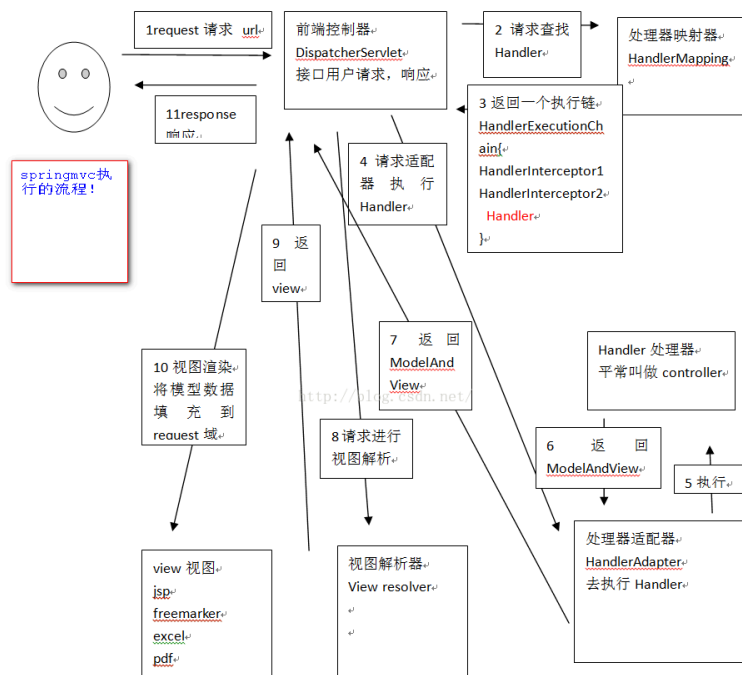 1request 请求 url
前端控制器
DispatcherServlet
接口用户请求，响应
2 请求查找
Handler
处理器映射器
HandlerMapping
11response
响应
3 返回一个执行链
HandlerExecutionCh
ain{
HandlerInterceptor1
HandlerInterceptor2
Handler
}
4 请求适配
器执行
Handler
springmvc执
行的流程!
9 返
回
view
7 返回
ModelAnd
View
Handler 处理器
平常叫做 controller
10 视图渲染
将模型数据
填充到
request 域
http://blog.csdn.net/
8 请求进行
视图解析
6 返回
ModelAndView
5 执行
view 视图
jsp
freemarker
excel
pdf
视图解析器
View resolver
处理器适配器
HandlerAdapter
去执行 Handler